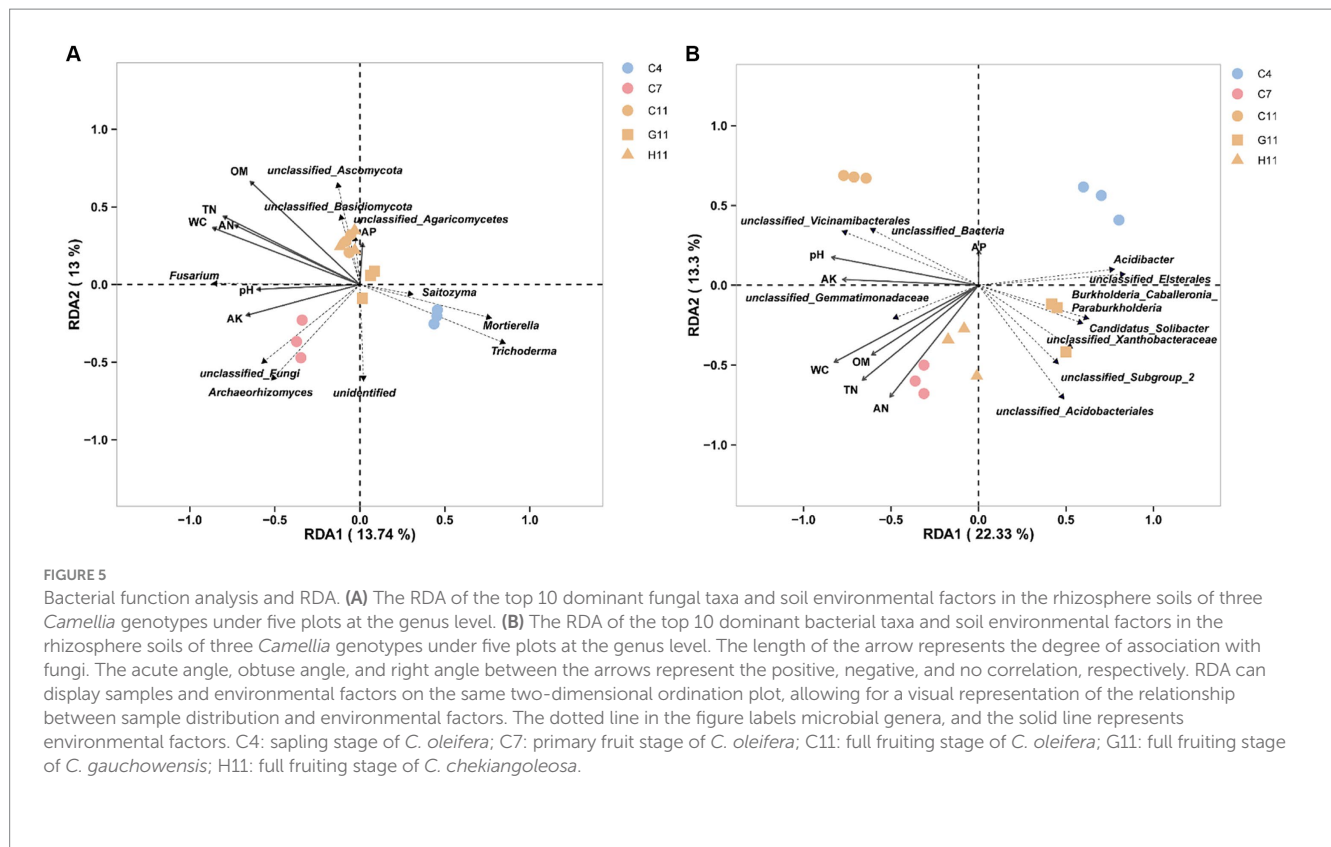 A
C4
C7
C11
G11
H11
1.0
0.5
0.0
−0.5
−1.0
RDA2 ( 13 %)
OM
unclassified_Ascomycota
TN
unclassified_Basidiomycota
WC
AN
unclassified_Agaricomycetes
AP
Fusarium
pH
Saitozyma
AK
Mortierella
Trichoderma
unclassified_Fungi
Archaeorhizomyces
unidentified
−1.0 −0.5 0.0 0.5 1.0
RDA1 ( 13.74 %)
B
C4
C7
C11
G11
H11
1.0
0.5
0.0
−0.5
−1.0
RDA2 ( 13.3 %)
unclassified_Vicinamibacterales
unclassified_Bacteria
AP
pH
Acidibacter
AK
unclassified_Elsterales
unclassified_Gemmatimonadaceae
Burkholderia_Caballeronia_
Paraburkholderia
Candidatus_Solibacter
unclassified_Xanthobacteraceae
WC
OM
TN
unclassified_Subgroup_2
AN
unclassified_Acidobacteriales
−1.0 −0.5 0.0 0.5 1.0
RDA1 ( 22.33 %)
FIGURE 5
Bacterial function analysis and RDA. (A) The RDA of the top 10 dominant fungal taxa and soil environmental factors in the rhizosphere soils of three
Camellia genotypes under five plots at the genus level. (B) The RDA of the top 10 dominant bacterial taxa and soil environmental factors in the
rhizosphere soils of three Camellia genotypes under five plots at the genus level. The length of the arrow represents the degree of association with
fungi. The acute angle, obtuse angle, and right angle between the arrows represent the positive, negative, and no correlation, respectively. RDA can
display samples and environmental factors on the same two-dimensional ordination plot, allowing for a visual representation of the relationship
between sample distribution and environmental factors. The dotted line in the figure labels microbial genera, and the solid line represents
environmental factors. C4: sapling stage of C. oleifera; C7: primary fruit stage of C. oleifera; C11: full fruiting stage of C. oleifera; G11: full fruiting stage
of C. gauchowensis; H11: full fruiting stage of C. chekiangoleosa.